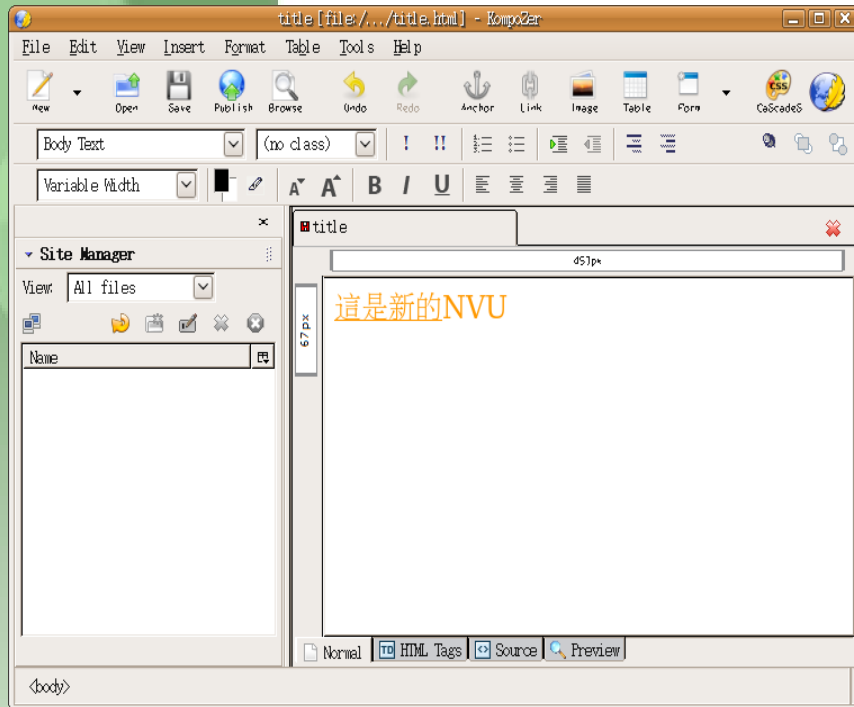 title [file:/.../title.html] - KompoZer
File Edit View Insert Format Table Tools Help
New Open Save Publish Browse Undo Redo Anchor Link Image Table Form CaScadeS
CSS
Body Text (no class) ! !!
Variable Width A A B I U
title
Site Manager
View: All files
Name
67px
這是新的NVU
Normal TD HTML Tags Source Preview
<body>